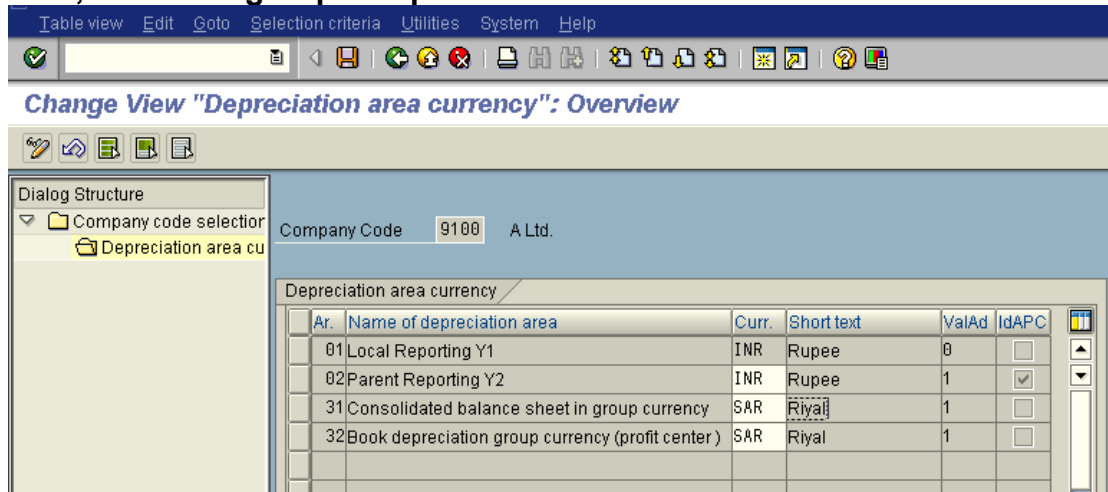 Table view Edit Goto Selection criteria Utilities System Help
Change View "Depreciation area currency": Overview
Dialog Structure
Company code selection
Depreciation area cu
Company Code 9100 A Ltd.
Depreciation area currency
Ar. Name of depreciation area Curr. Short text ValAd IdAPC
01 Local Reporting Y1 INR Rupee 0
02 Parent Reporting Y2 INR Rupee 1
31 Consolidated balance sheet in group currency SAR Riyal 1
32 Book depreciation group currency (profit center) SAR Riyal 1